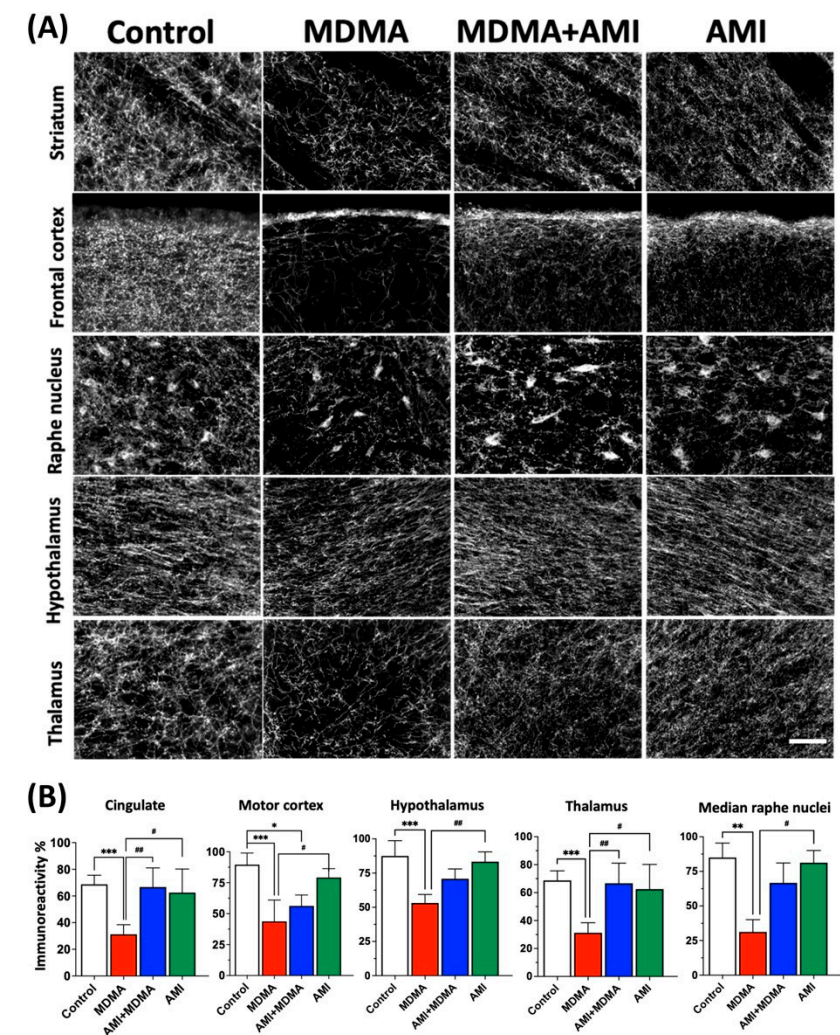 (A) Control MDMA MDMA+AMI AMI
Striatum
Frontal cortex
Raphe nucleus
Hypothalamus
Thalamus
(B)
Cingulate
Immunoreactivity %
100
80
60
40
20
0
***
##
#
Control
MDMA
AMI+MDMA
AMI
Motor cortex
100
75
50
25
0
*
***
#
Control
MDMA
AMI+MDMA
AMI
Hypothalamus
100
75
50
25
0
***
##
Control
MDMA
AMI+MDMA
AMI
Thalamus
100
80
60
40
20
0
***
##
#
Control
MDMA
AMI+MDMA
AMI
Median raphe nuclei
100
75
50
25
0
**
#
Control
MDMA
AMI+MDMA
AMI